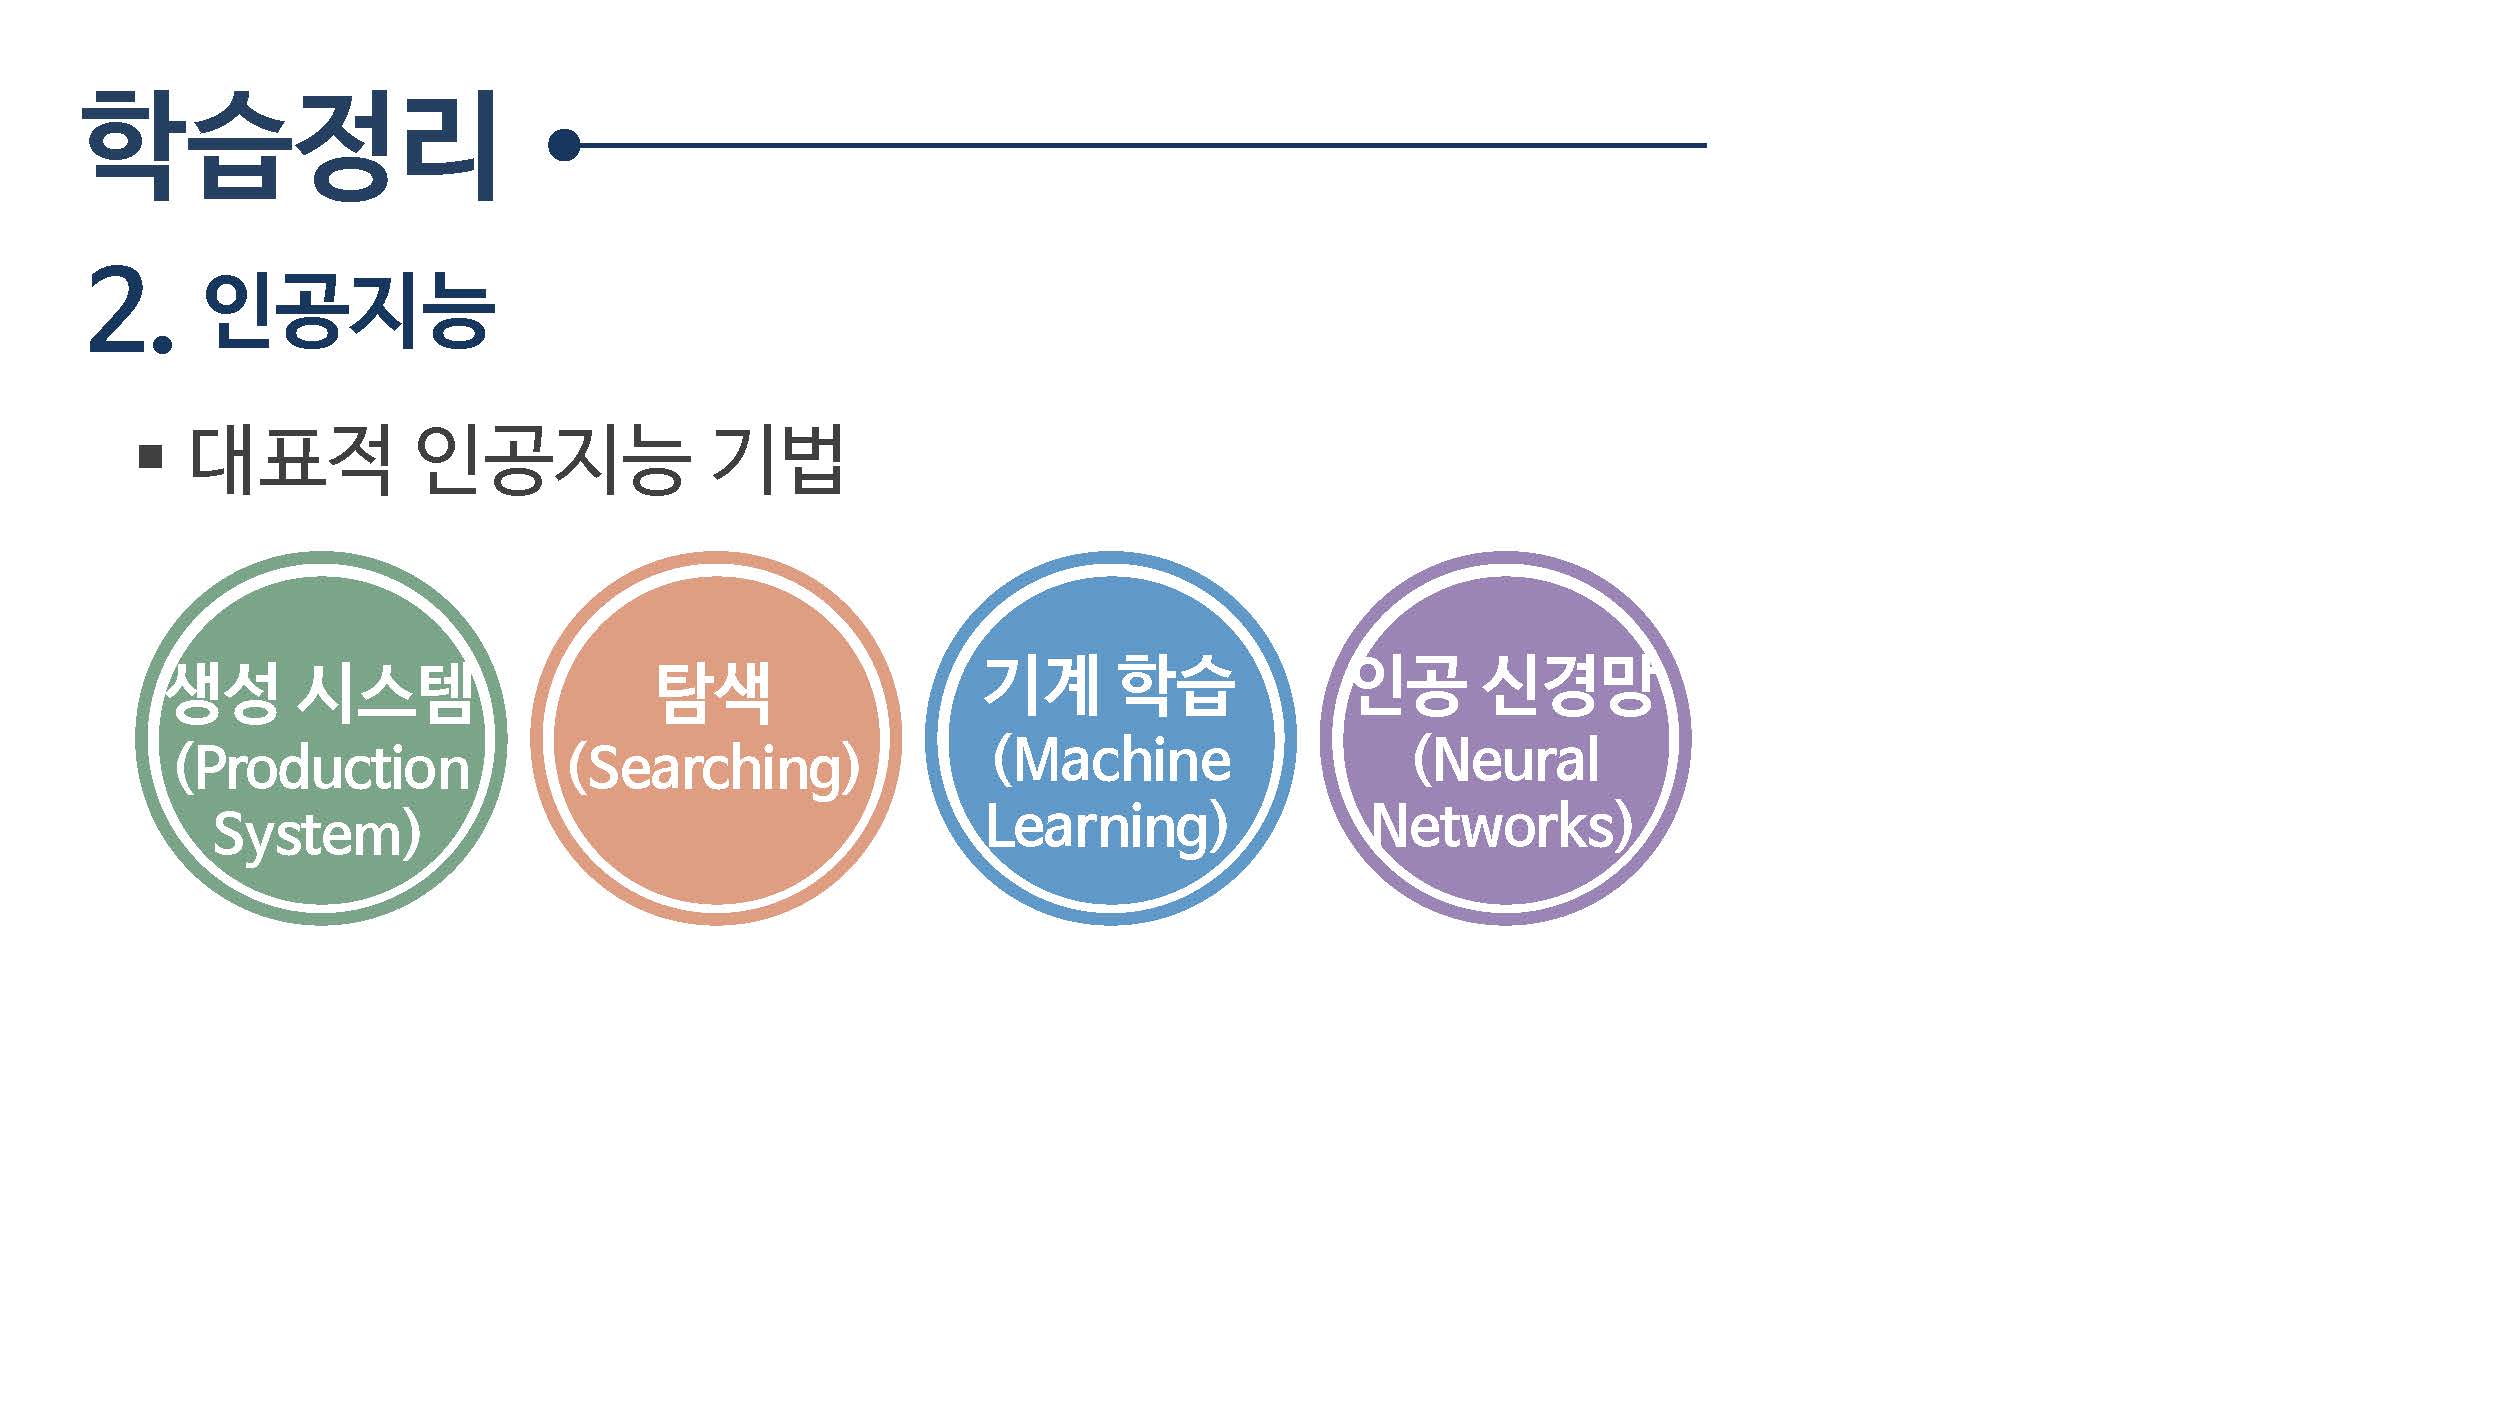 학습정리
2. 인공지능
▪ 대표적 인공지능 기법
생성 시스템
(Production
System)
탐색
(Searching)
기계 학습
(Machine
Learning)
인공 신경망
(Neural
Networks)